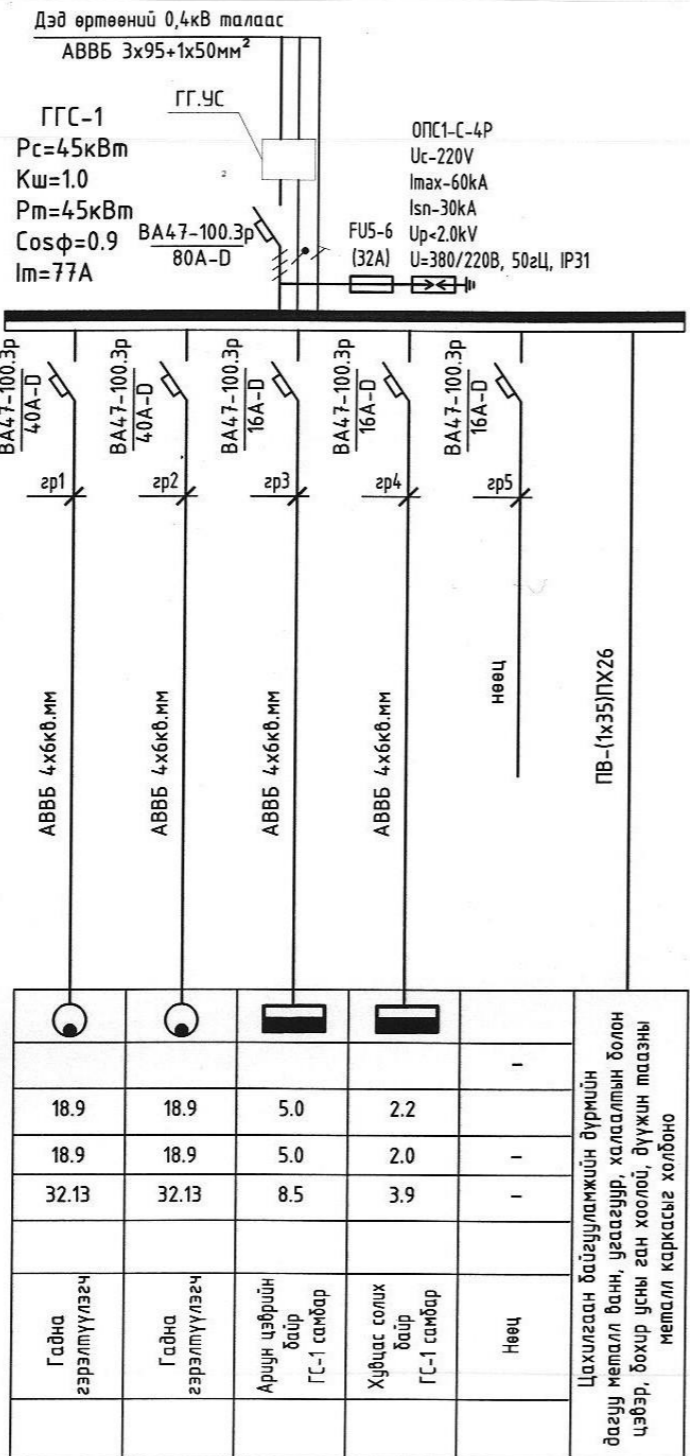 Дэд өртөөний 0,4кВ талаас
АВВБ 3х95+1х50мм²
ГГС-1
Рс=45кВт
Кш=1.0
Рт=45кВт
Cosф=0.9
Iт=77А
ГГ.УС
2
ВА47-100.3р
80А-D
ОПС1-С-4Р
Uc-220V
Imax-60kA
Isn-30kA
Up<2.0kV
U=380/220В, 50гЦ, IP31
FU5-6
(32А)
ВА47-100.3р
40А-D
ВА47-100.3р
40А-D
ВА47-100.3р
16А-D
ВА47-100.3р
16А-D
ВА47-100.3р
16А-D
гр1
гр2
гр3
гр4
гр5
АВВБ 4х6кв.мм
АВВБ 4х6кв.мм
АВВБ 4х6кв.мм
АВВБ 4х6кв.мм
нөөц
ПВ-(1х35)ПХ26
–
18.9 18.9 5.0 2.2
18.9 18.9 5.0 2.0 –
32.13 32.13 8.5 3.9 –
Гадна
гэрэлтүүлэгч
Гадна
гэрэлтүүлэгч
Ариун цэврийн
байр
ГС-1 самбар
Хувцас солих
байр
ГС-1 самбар
Нөөц
Цахилгаан байгууламжийн дүрмийн
дагуу металл ванн, угаагуур, халаалтын болон
цэвэр, бохир усны ган хоолой, дүүжин таазны
металл каркасыг холбоно